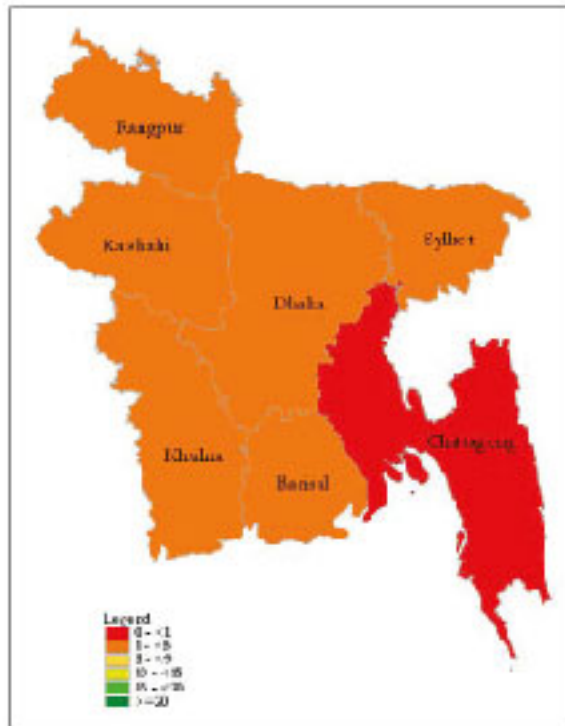 Rangpur
Rajshahi
Sylhet
Dhaka
Khulna
Barisal
Chittagong
Legend
0 - <1
1 - <5
>=20